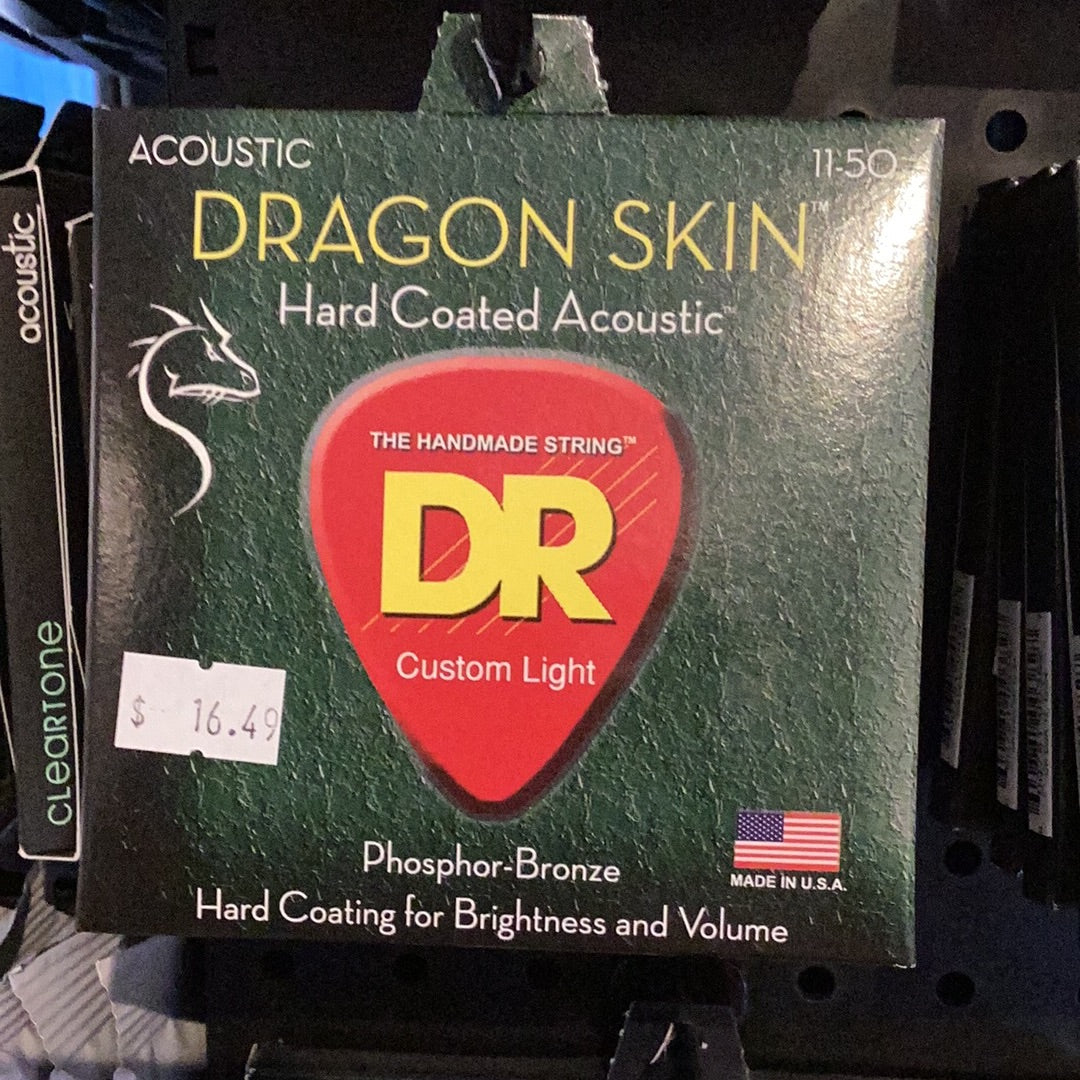 ACOUSTIC
11-50
DRAGON SKIN™
Hard Coated Acoustic™
THE HANDMADE STRING™
DR
Custom Light
$ 16.49
Phosphor-Bronze
Hard Coating for Brightness and Volume
MADE IN U.S.A.
acoustic
CLEARTONE